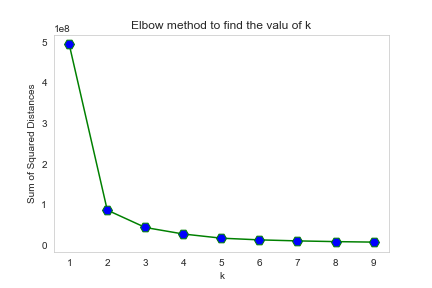 Elbow method to find the valu of k
1e8
5
4
3
2
1
0
Sum of Squared Distances
1 2 3 4 5 6 7 8 9
k